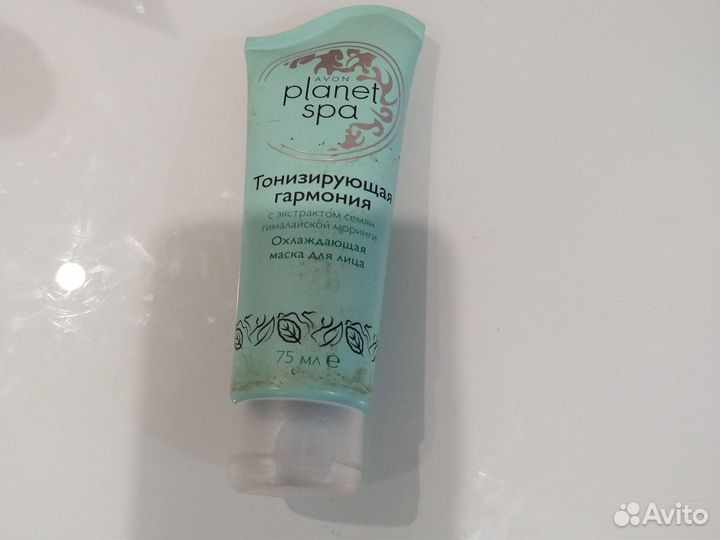 AVON
planet
spa
Тонизирующая
гармония
с экстрактом семян
гималайской моринги
Охлаждающая
маска для лица
75 мл e
Avito